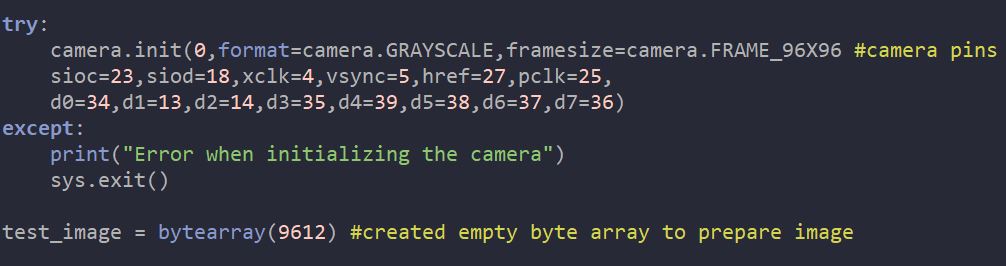 try:
    camera.init(0,format=camera.GRAYSCALE,framesize=camera.FRAME_96X96 #camera pins
    sioc=23,siod=18,xclk=4,vsync=5,href=27,pclk=25,
    d0=34,d1=13,d2=14,d3=35,d4=39,d5=38,d6=37,d7=36)
except:
    print("Error when initializing the camera")
    sys.exit()

test_image = bytearray(9612) #created empty byte array to prepare image